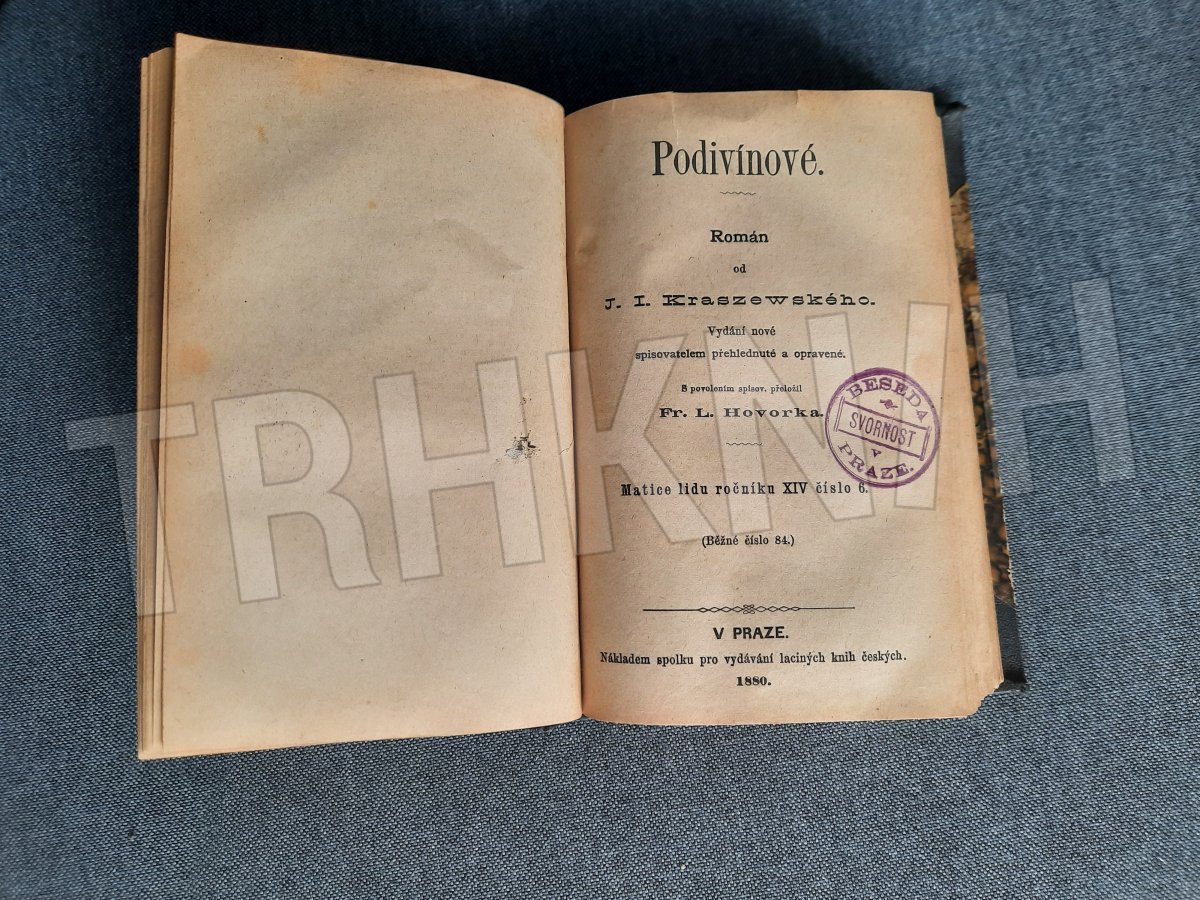 Podivínové.
Román
od
J. I. Kraszewského.
Vydání nové
spisovatelem přehlednuté a opravené.
S povolením spisov. přeložil
Fr. L. Hovorka.
BESEDA
SVORNOST
v
PRAZE.
Matice lidu ročníku XIV číslo 6.
(Běžné číslo 84.)
V PRAZE.
Nákladem spolku pro vydávání laciných knih českých.
1880.
TRHKNIH